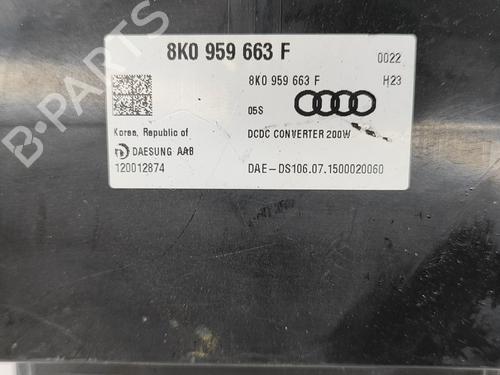 8K0 959 663 F
0022
8K0 959 663 F
H23
05S
Korea, Republic of
DCDC CONVERTER 200W
DAESUNG AAB
120012874
DAE-DS106.07.1500020060
B-PARTS